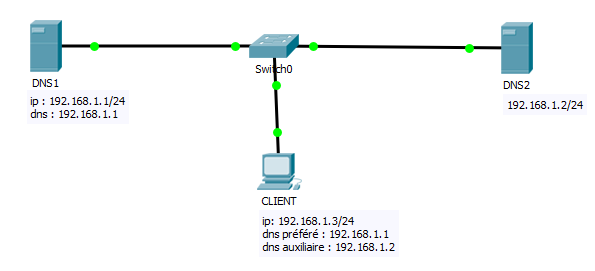 DNS1
ip : 192.168.1.1/24
dns : 192.168.1.1
Switch0
DNS2
192.168.1.2/24
CLIENT
ip: 192.168.1.3/24
dns préféré : 192.168.1.1
dns auxiliaire : 192.168.1.2